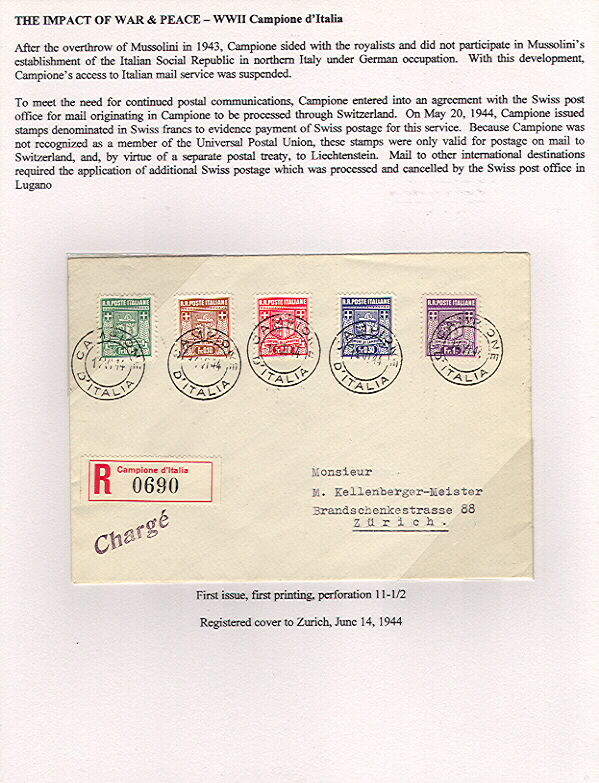 THE IMPACT OF WAR & PEACE – WWII Campione d'Italia
After the overthrow of Mussolini in 1943, Campione sided with the royalists and did not participate in Mussolini's
establishment of the Italian Social Republic in northern Italy under German occupation. With this development,
Campione's access to Italian mail service was suspended.
To meet the need for continued postal communications, Campione entered into an agreement with the Swiss post
office for mail originating in Campione to be processed through Switzerland. On May 20, 1944, Campione issued
stamps denominated in Swiss francs to evidence payment of Swiss postage for this service. Because Campione was
not recognized as a member of the Universal Postal Union, these stamps were only valid for postage on mail to
Switzerland, and, by virtue of a separate postal treaty, to Liechtenstein. Mail to other international destinations
required the application of additional Swiss postage which was processed and cancelled by the Swiss post office in
Lugano
R.R.POSTE ITALIANE R.R.POSTE ITALIANE R.R.POSTE ITALIANE R.R.POSTE ITALIANE R.R.POSTE ITALIANE
CAMPIONE CAMPIONE CAMPIONE CAMPIONE CAMPIONE
D'ITALIA D'ITALIA D'ITALIA D'ITALIA D'ITALIA
R Campione d'Italia
0690
Chargé
Monsieur
M. Kellenberger-Meister
Brandschenkestrasse 88
Zürich.
First issue, first printing, perforation 11-1/2
Registered cover to Zurich, June 14, 1944